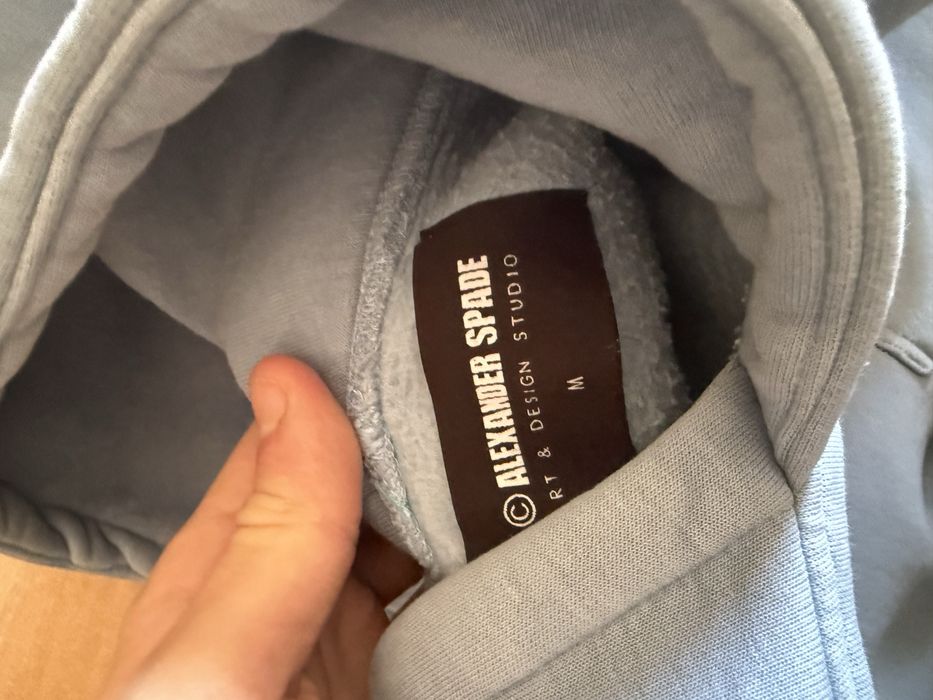 © ALEXANDER SPADE
RT & DESIGN STUDIO
M